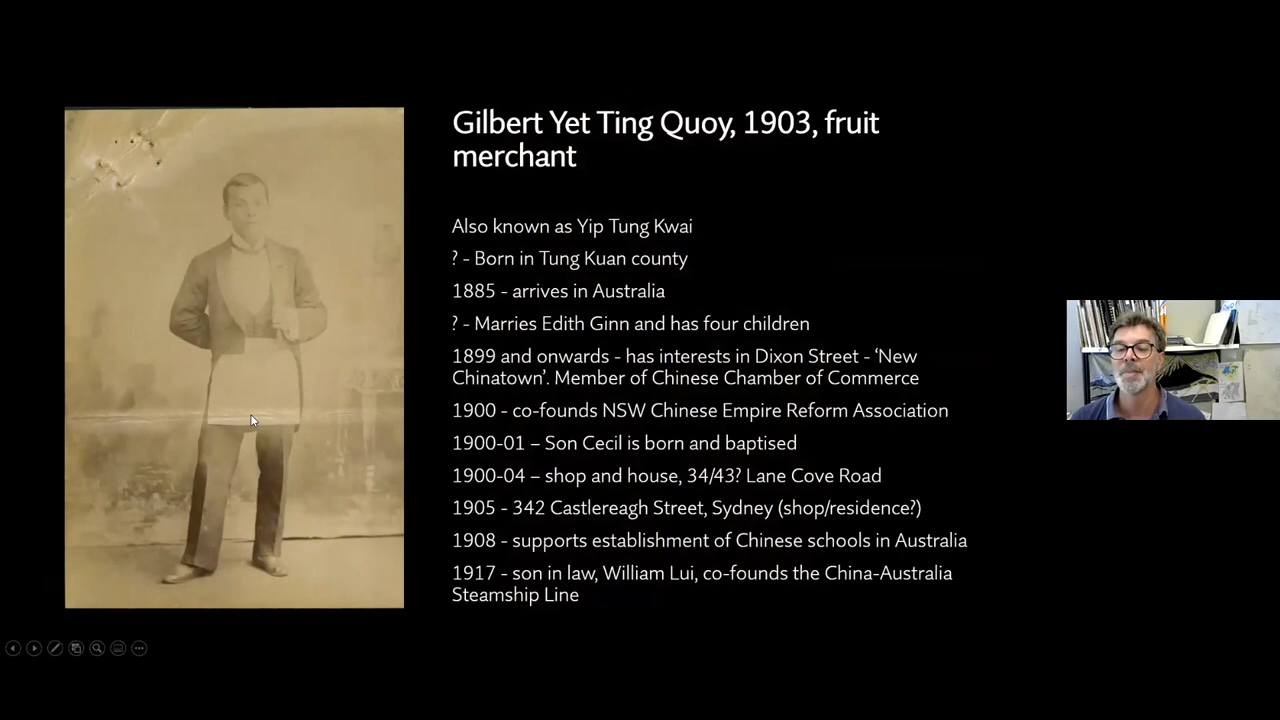 Gilbert Yet Ting Quoy, 1903, fruit
merchant
Also known as Yip Tung Kwai
? - Born in Tung Kuan county
1885 - arrives in Australia
? - Marries Edith Ginn and has four children
1899 and onwards - has interests in Dixon Street - ‘New
Chinatown’. Member of Chinese Chamber of Commerce
1900 - co-founds NSW Chinese Empire Reform Association
1900-01 – Son Cecil is born and baptised
1900-04 – shop and house, 34/43? Lane Cove Road
1905 - 342 Castlereagh Street, Sydney (shop/residence?)
1908 - supports establishment of Chinese schools in Australia
1917 - son in law, William Lui, co-founds the China-Australia
Steamship Line